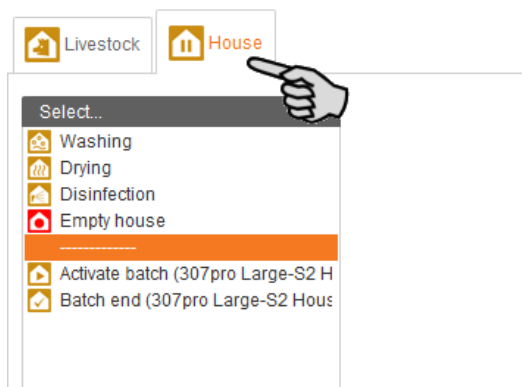 Livestock
House
Select...
Washing
Drying
Disinfection
Empty house
-------------
Activate batch (307pro Large-S2 H
Batch end (307pro Large-S2 Hous